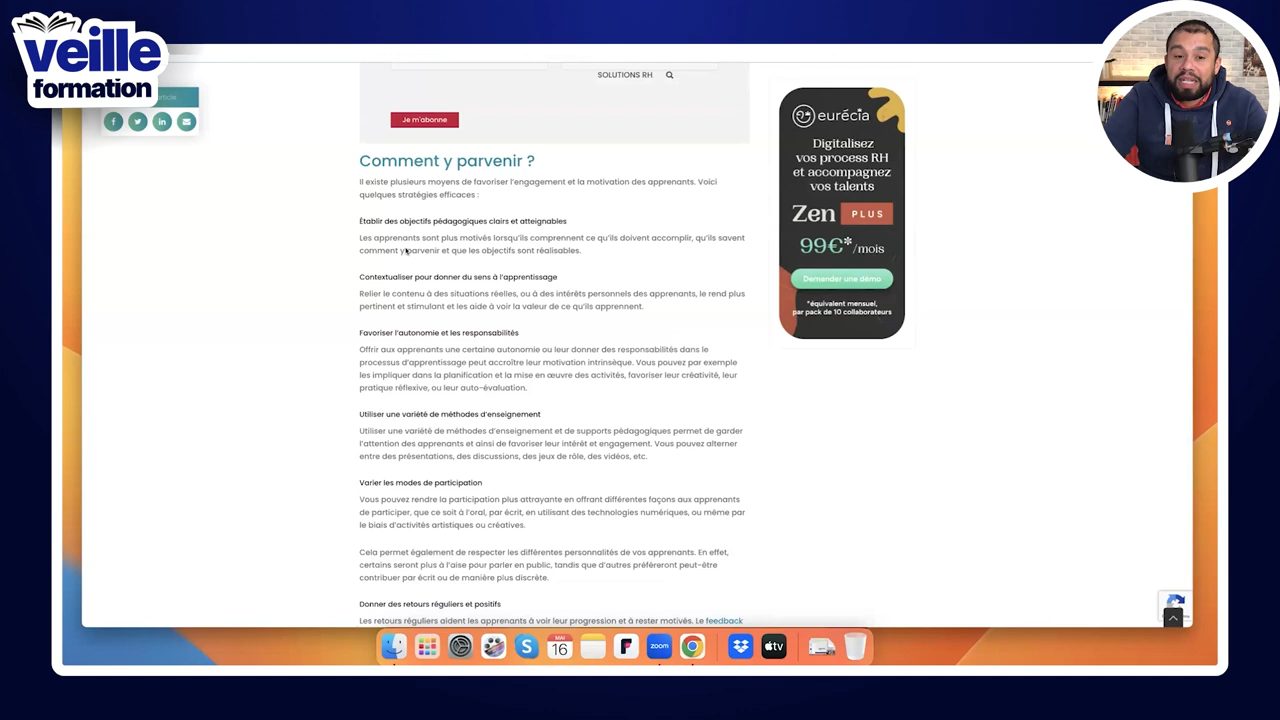 veille
formation
article
SOLUTIONS RH
Je m'abonne
Comment y parvenir ?
Il existe plusieurs moyens de favoriser l'engagement et la motivation des apprenants. Voici
quelques stratégies efficaces :
Établir des objectifs pédagogiques clairs et atteignables
Les apprenants sont plus motivés lorsqu'ils comprennent ce qu'ils doivent accomplir, qu'ils savent
comment y parvenir et que les objectifs sont réalisables.
Contextualiser pour donner du sens à l'apprentissage
Relier le contenu à des situations réelles, ou à des intérêts personnels des apprenants, le rend plus
pertinent et stimulant et les aide à voir la valeur de ce qu'ils apprennent.
Favoriser l'autonomie et les responsabilités
Offrir aux apprenants une certaine autonomie ou leur donner des responsabilités dans le
processus d'apprentissage peut accroître leur motivation intrinsèque. Vous pouvez par exemple
les impliquer dans la planification et la mise en œuvre des activités, favoriser leur créativité, leur
pratique réflexive, ou leur auto-évaluation.
Utiliser une variété de méthodes d'enseignement
Utiliser une variété de méthodes d'enseignement et de supports pédagogiques permet de garder
l'attention des apprenants et ainsi de favoriser leur intérêt et engagement. Vous pouvez alterner
entre des présentations, des discussions, des jeux de rôle, des vidéos, etc.
Varier les modes de participation
Vous pouvez rendre la participation plus attrayante en offrant différentes façons aux apprenants
de participer, que ce soit à l'oral, par écrit, en utilisant des technologies numériques, ou même par
le biais d'activités artistiques ou créatives.
Cela permet également de respecter les différentes personnalités de vos apprenants. En effet,
certains seront plus à l'aise pour parler en public, tandis que d'autres préfèreront peut-être
contribuer par écrit ou de manière plus discrète.
Donner des retours réguliers et positifs
Les retours réguliers aident les apprenants à voir leur progression et à rester motivés. Le feedback
eurécia
Digitalisez
vos process RH
et accompagnez
vos talents
Zen PLUS
99€*/mois
Demander une démo
*équivalent mensuel,
par pack de 10 collaborateurs
MAI
16
zoom
tv